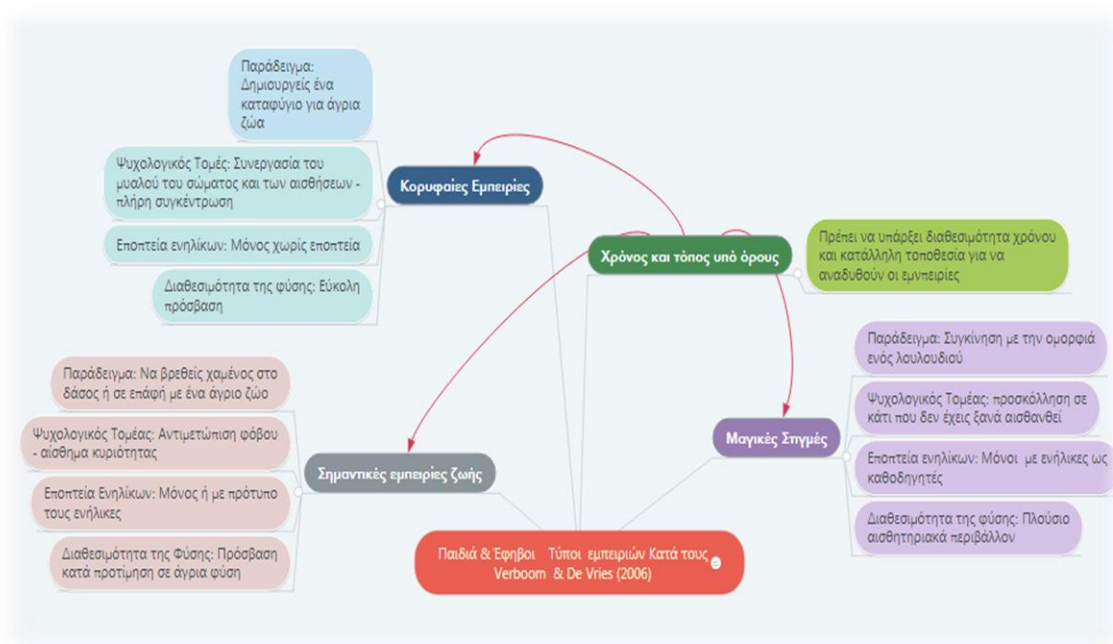 Παράδειγμα:
Δημιουργείς ένα
καταφύγιο για άγρια
ζώα
Ψυχολογικός Τομές: Συνεργασία του
μυαλού του σώματος και των αισθήσεων -
πλήρη συγκέντρωση
Εποπτεία ενηλίκων: Μόνος χωρίς εποπτεία
Διαθεσιμότητα της φύσης: Εύκολη
πρόσβαση
Κορυφαίες Εμπειρίες
Χρόνος και τόπος υπό όρους
Πρέπει να υπάρξει διαθεσιμότητα χρόνου
και κατάλληλη τοποθεσία για να
αναδυθούν οι εμνπειρίες
Παράδειγμα: Συγκίνηση με την ομορφιά
ενός λουλουδιού
Ψυχολογικός Τομέας: προσκόλληση σε
κάτι που δεν έχεις ξανά αισθανθεί
Εποπτεία ενηλίκων: Μόνοι με ενήλικες ως
καθοδηγητές
Διαθεσιμότητα της φύσης: Πλούσιο
αισθητηριακά περιβάλλον
Μαγικές Στιγμές
Παράδειγμα: Να βρεθείς χαμένος στο
δάσος ή σε επάφή με ένα άγριο ζώο
Ψυχολογικός Τομέας: Αντιμετώπιση φόβου
- αίσθημα κυριότητας
Εποπτεία Ενηλίκων: Μόνος ή με πρότυπο
τους ενήλικες
Διαθεσιμότητα της Φύσης: Πρόσβαση
κατά προτίμηση σε άγρια φύση
Σημαντικές εμπειρίες ζωής
Παιδιά & Έφηβοι Τύποι εμπειριών Κατά τους
Verboom & De Vries (2006)